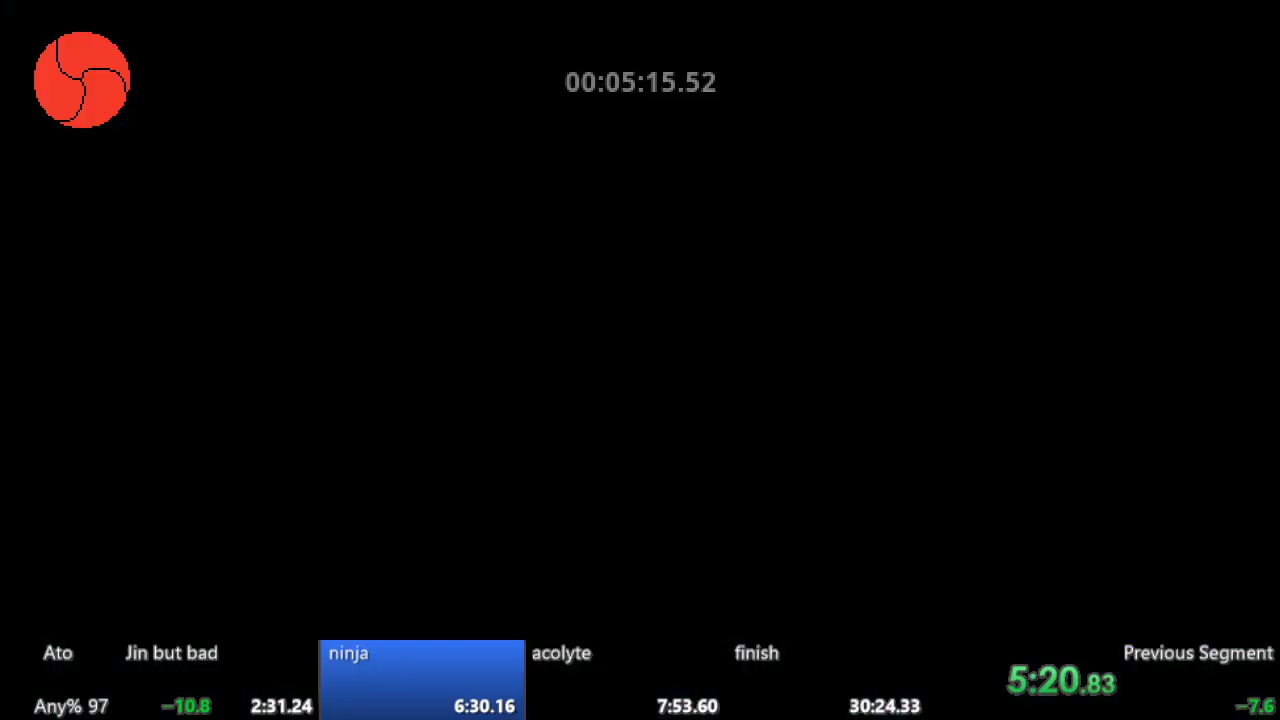 00:05:15.52
Ato
Any% 97
Jin but bad
-10.8 2:31.24
ninja
6:30.16
acolyte
7:53.60
finish
30:24.33
5:20.83
Previous Segment
-7.6